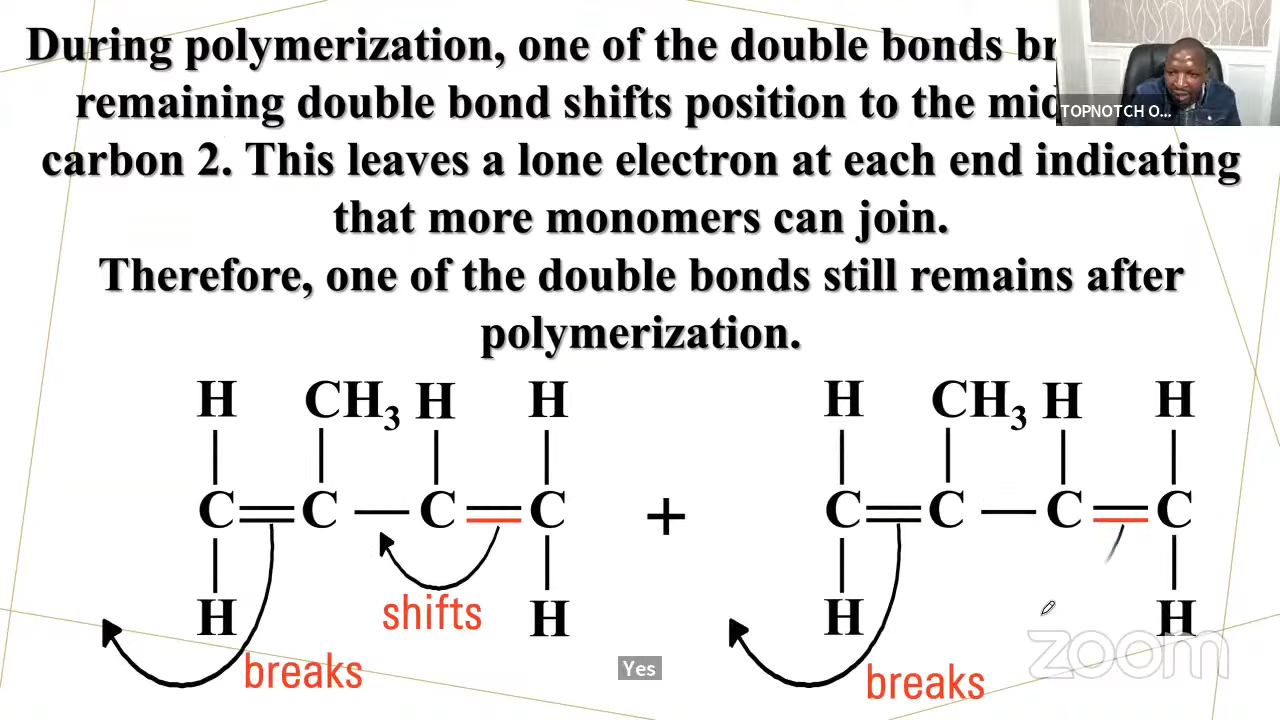 During polymerization, one of the double bonds
remaining double bond shifts position to the
carbon 2. This leaves a lone electron at each end indicating
that more monomers can join.
Therefore, one of the double bonds still remains after
polymerization.
TOPNOTCH O...
H CH3 H H H CH3 H H
C C C C + C C C C
H H H H
shifts
breaks breaks
Yes
zoom